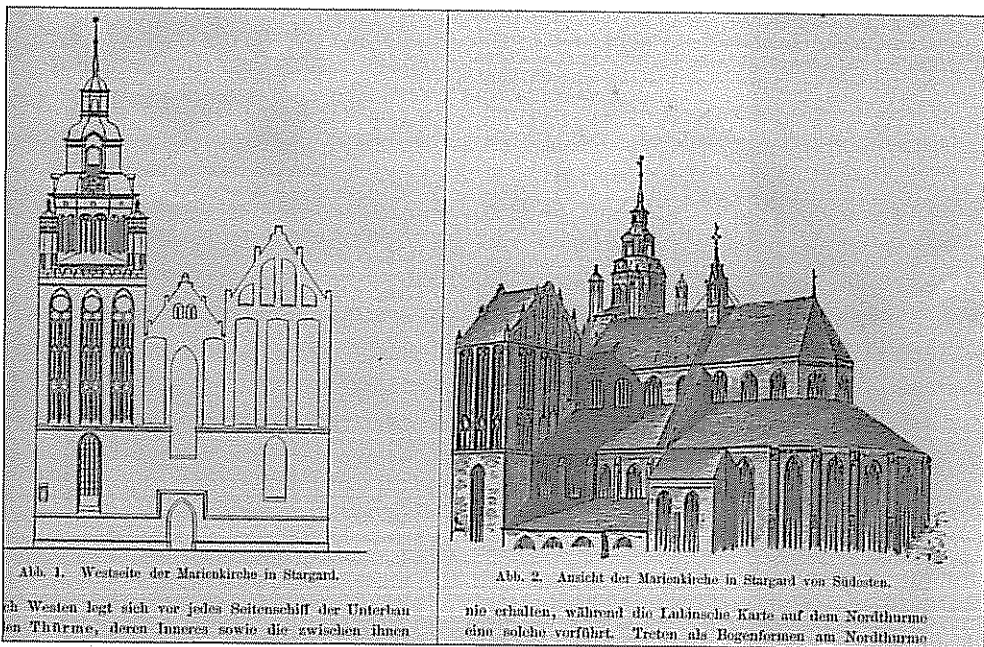 Abb. 1. Westseite der Marienkirche in Stargard.
ch Westen legt sich vor jedes Seitenschiff der Unterbau
en Thürme, deren Inneres sowie die zwischen ihnen
Abb. 2. Ansicht der Marienkirche in Stargard von Südosten.
nie erhalten, während die Lubinsche Karte auf dem Nordthurme
eine solche vorführt. Treten als Bogenformen am Nordthurme